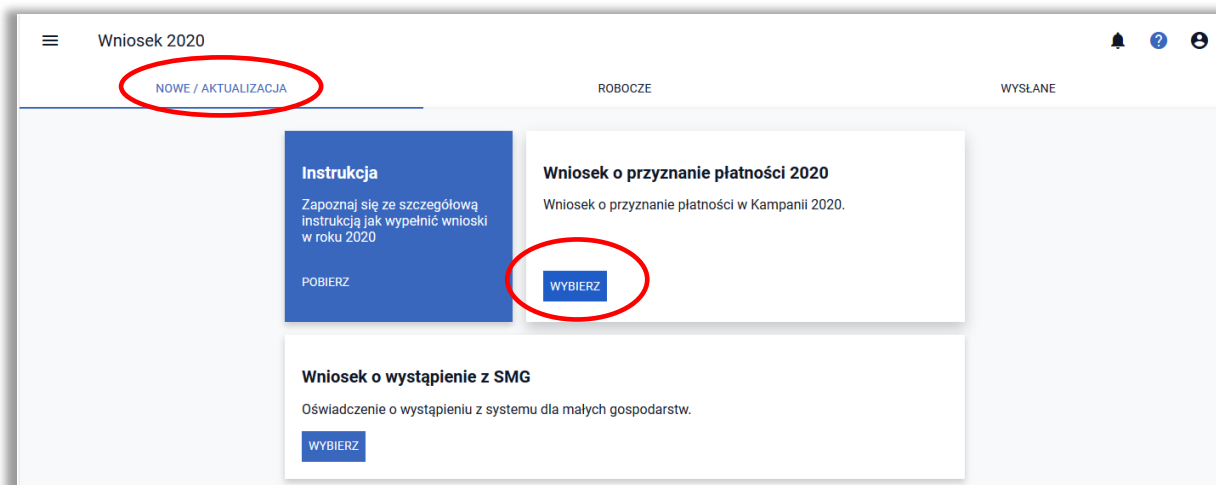 Wniosek 2020
?
NOWE / AKTUALIZACJA
ROBOCZE
WYSŁANE
Instrukcja
Zapoznaj się ze szczegółową
instrukcją jak wypełnić wnioski
w roku 2020
POBIERZ
Wniosek o przyznanie płatności 2020
Wniosek o przyznanie płatności w Kampanii 2020.
WYBIERZ
Wniosek o wystąpienie z SMG
Oświadczenie o wystąpieniu z systemu dla małych gospodarstw.
WYBIERZ